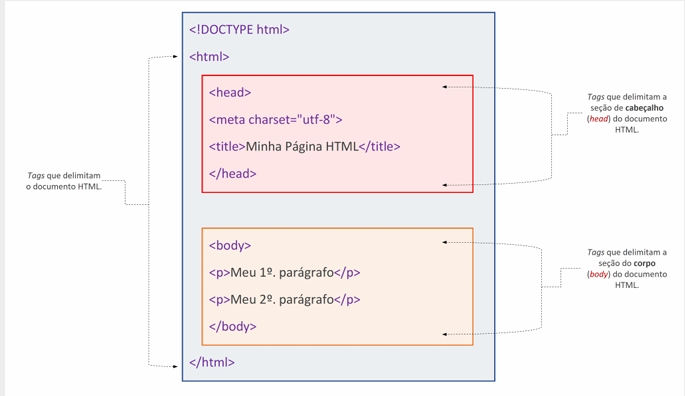 <!DOCTYPE html>
<html>
<head>
<meta charset="utf-8">
<title>Minha Página HTML</title>
</head>
<body>
<p>Meu 1º. parágrafo</p>
<p>Meu 2º. parágrafo</p>
</body>
</html>
Tags que delimitam
o documento HTML.
Tags que delimitam a
seção de cabeçalho
(head) do documento
HTML.
Tags que delimitam a
seção do corpo
(body) do documento
HTML.